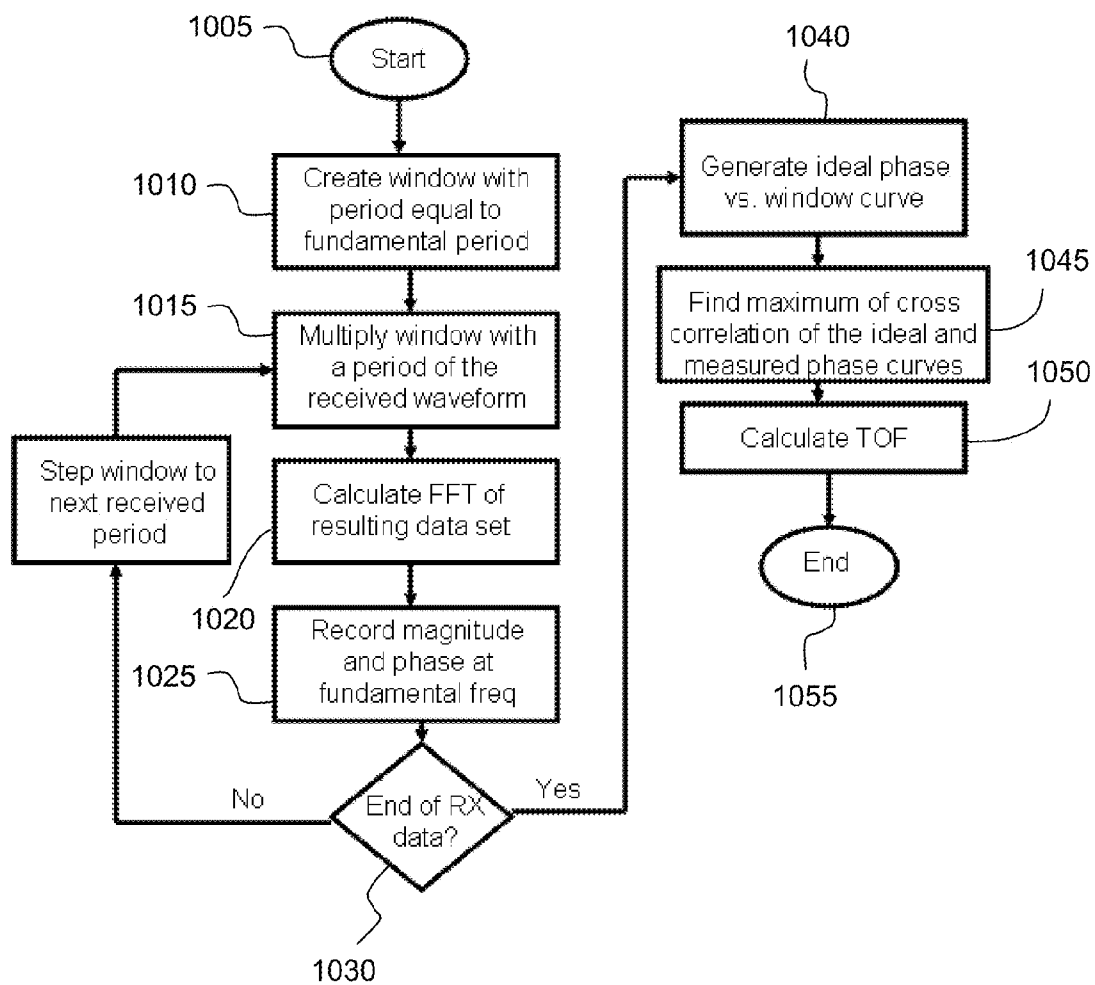 1005
Start
1010
Create window with
period equal to
fundamental period
1015
Multiply window with
a period of the
received waveform
Step window to
next received
period
Calculate FFT of
resulting data set
1020
Record magnitude
and phase at
fundamental freq
1025
No
End of RX
data?
Yes
1030
1040
Generate ideal phase
vs. window curve
1045
Find maximum of cross
correlation of the ideal and
measured phase curves
1050
Calculate TOF
End
1055